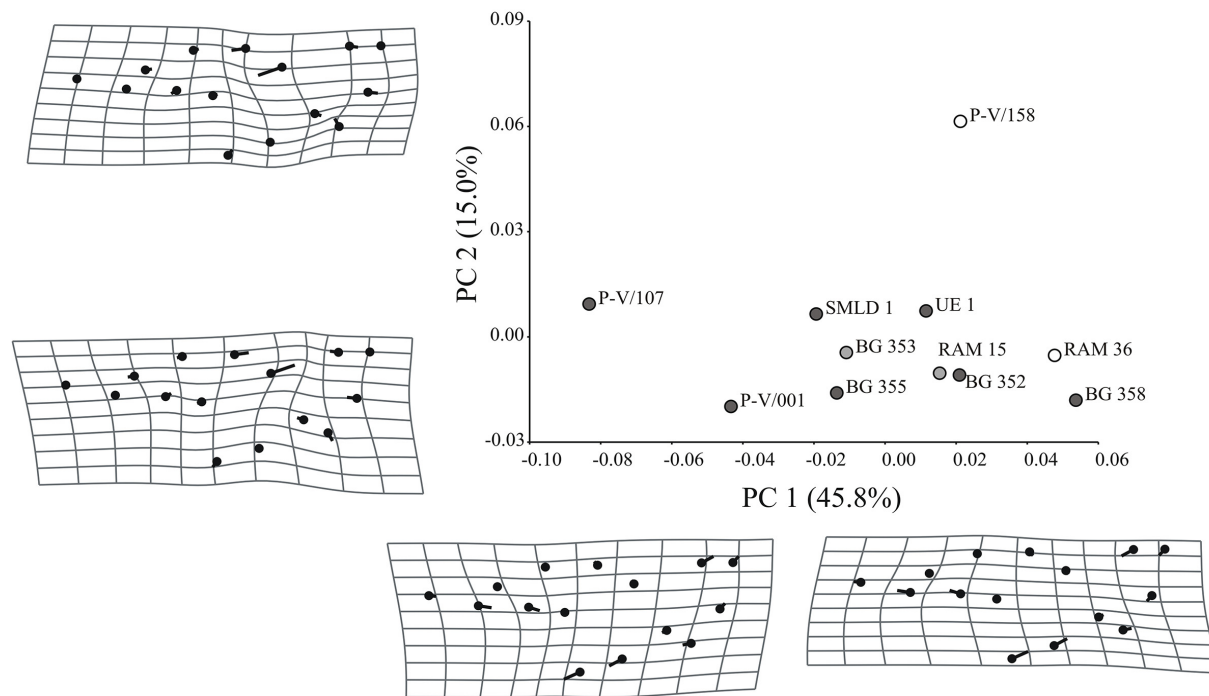 0.09
P-V/158
0.06
PC 2 (15.0%)
0.03
P-V/107
SMLD 1
UE 1
0.00
BG 353
RAM 15
RAM 36
BG 355
BG 352
BG 358
P-V/001
-0.03
-0.10 -0.08 -0.06 -0.04 -0.02 0.00 0.02 0.04 0.06
PC 1 (45.8%)